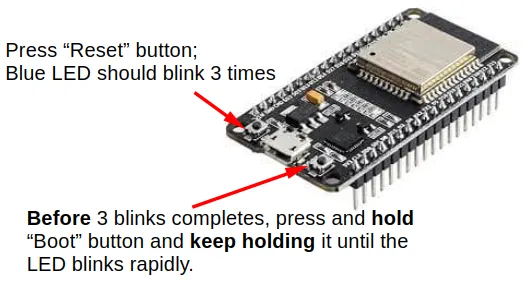 Press “Reset” button;
Blue LED should blink 3 times
Before 3 blinks completes, press and hold
“Boot” button and keep holding it until the
LED blinks rapidly.